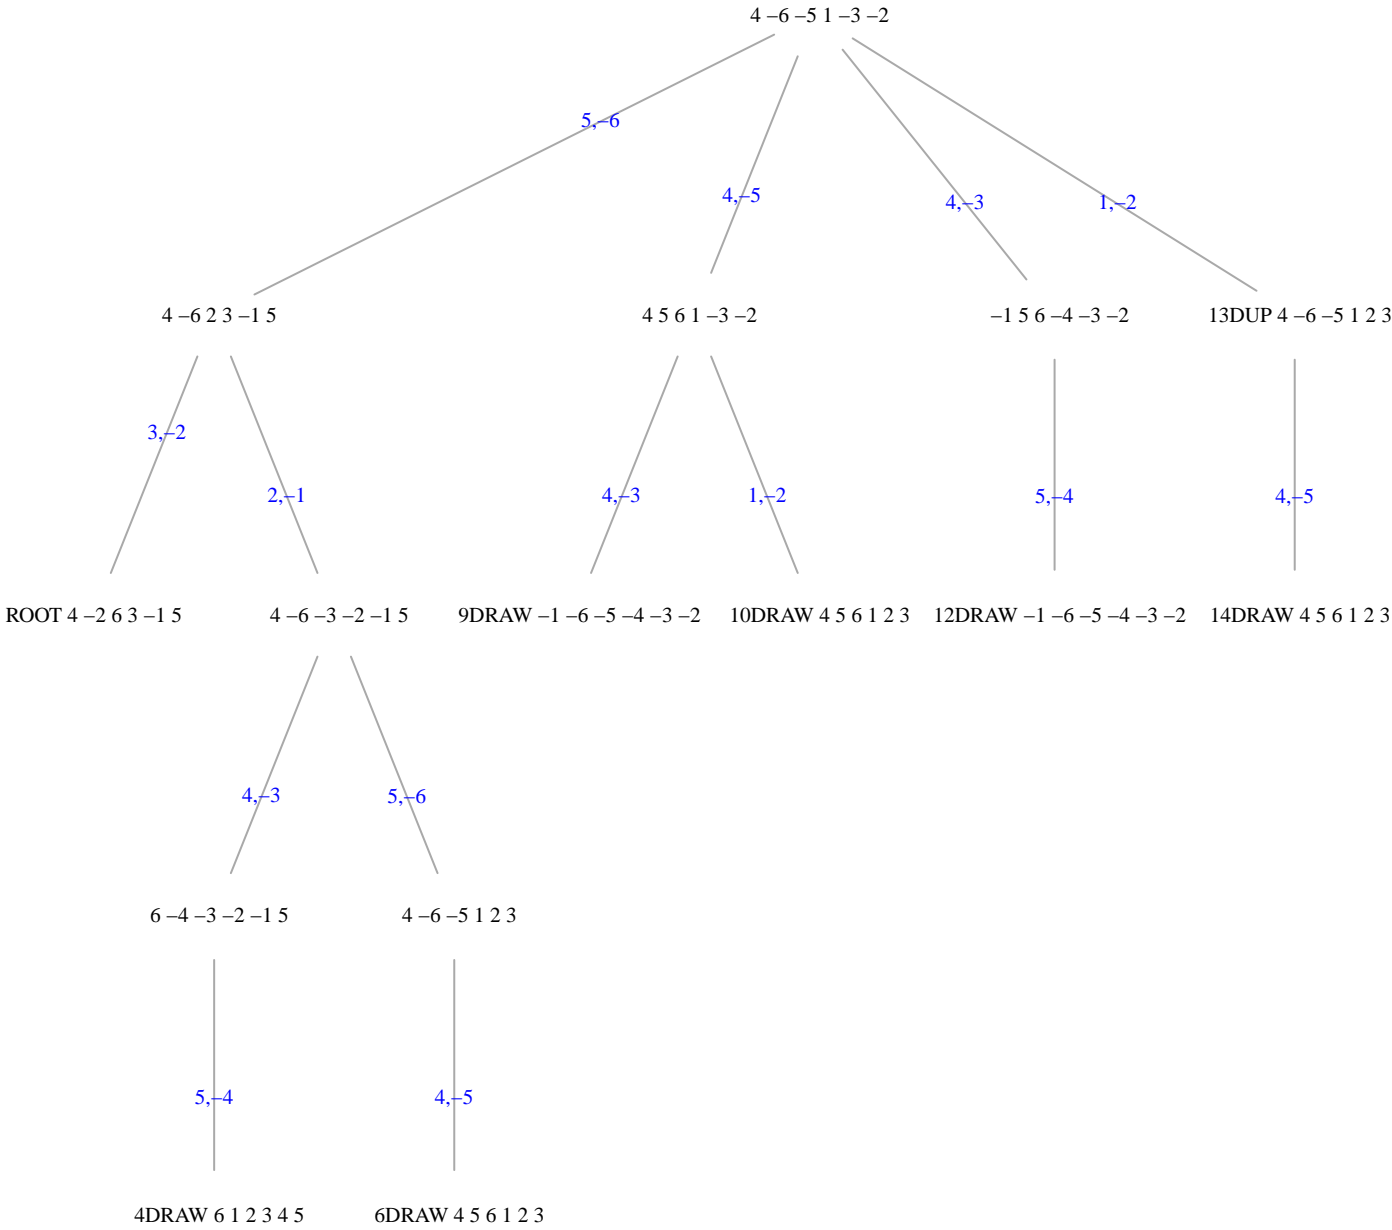 4 –6 –5 1 –3 –2
5,–6
4,–5
4,–3
1,–2
4 –6 2 3 –1 5
4 5 6 1 –3 –2
–1 5 6 –4 –3 –2
13DUP 4 –6 –5 1 2 3
3,–2
2,–1
4,–3
1,–2
5,–4
4,–5
ROOT 4 –2 6 3 –1 5
4 –6 –3 –2 –1 5
9DRAW –1 –6 –5 –4 –3 –2
10DRAW 4 5 6 1 2 3
12DRAW –1 –6 –5 –4 –3 –2
14DRAW 4 5 6 1 2 3
4,–3
5,–6
6 –4 –3 –2 –1 5
4 –6 –5 1 2 3
5,–4
4,–5
4DRAW 6 1 2 3 4 5
6DRAW 4 5 6 1 2 3